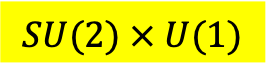 SU(2) × U(1)